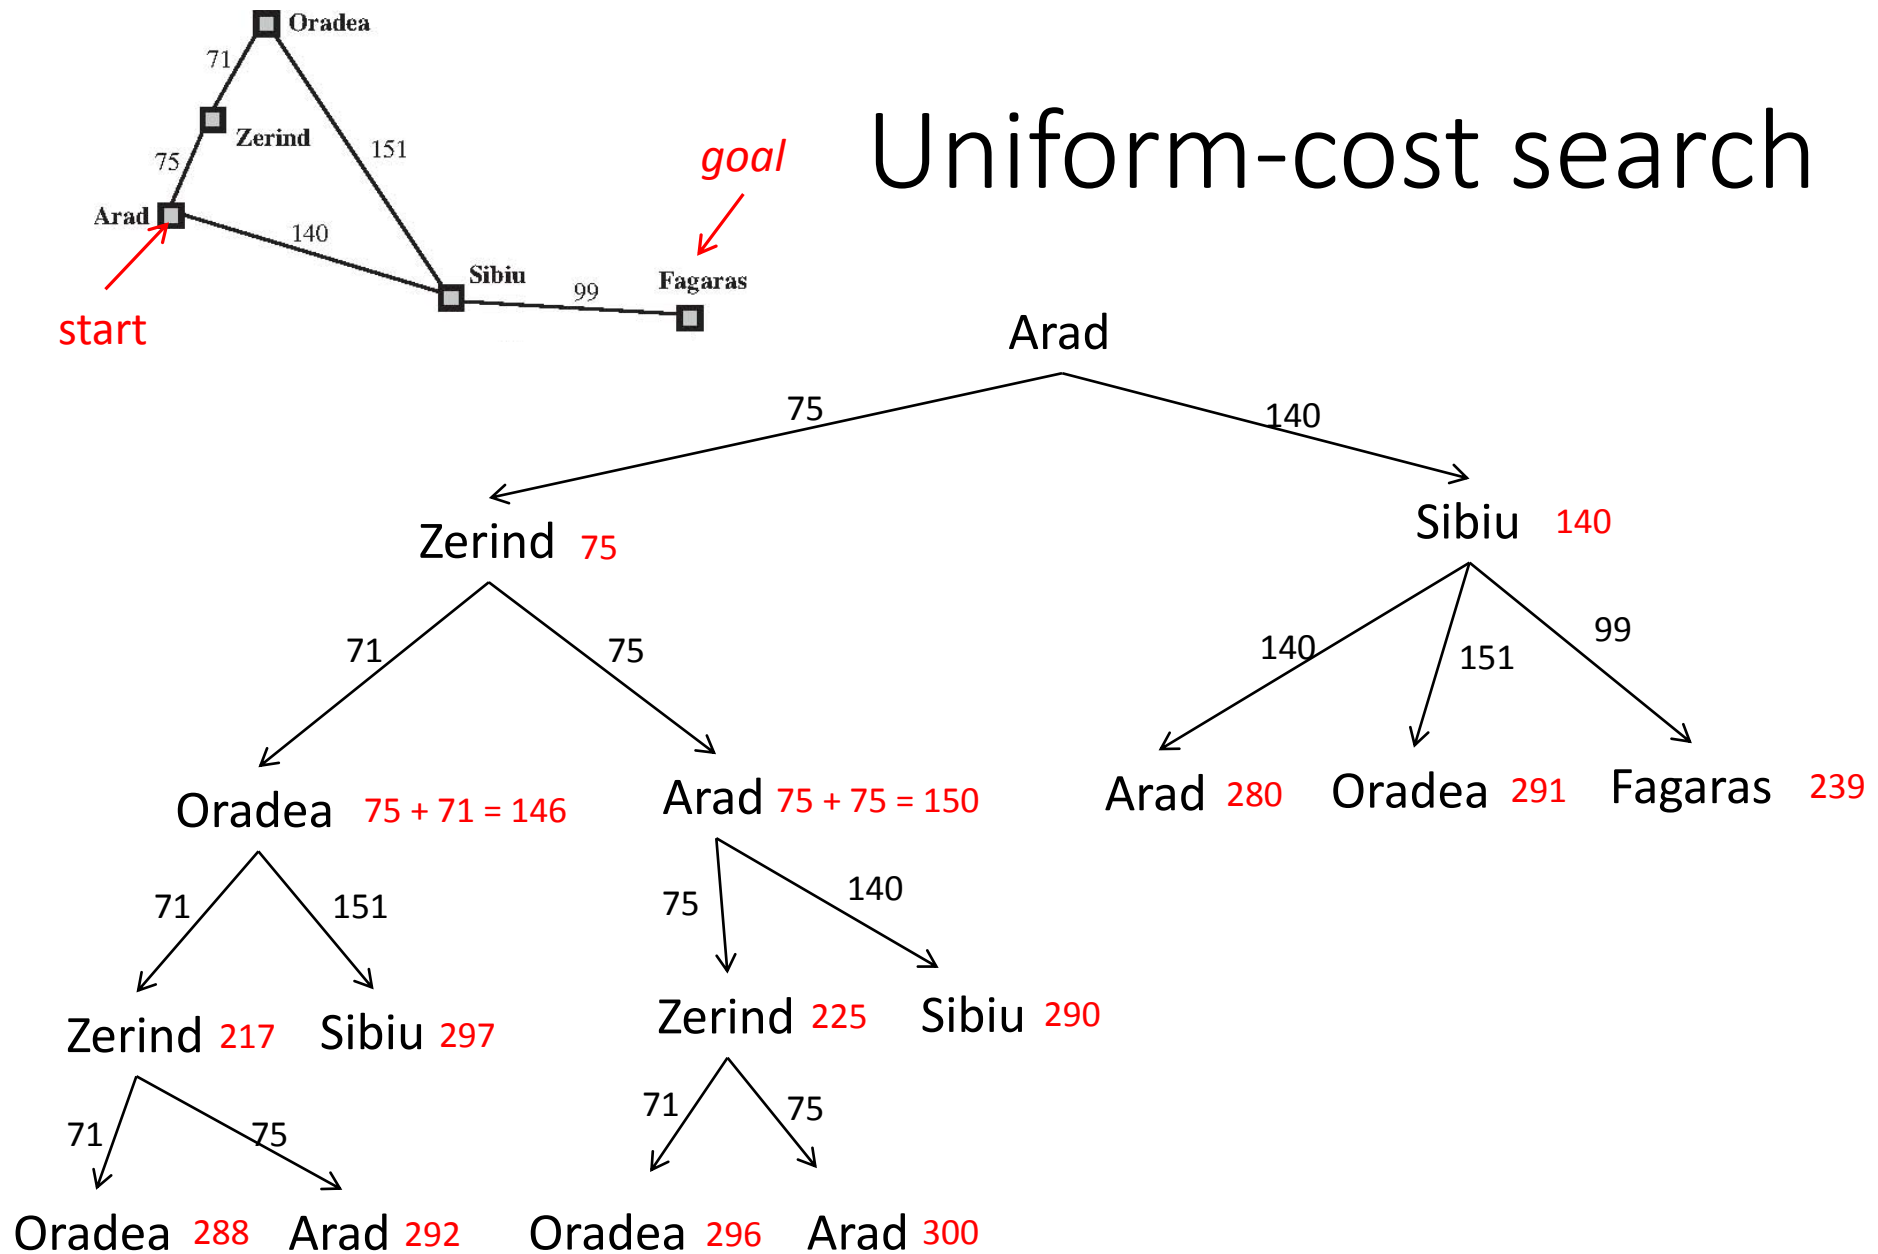 Oradea
71
Zerind
75
151
goal
Uniform-cost search
Arad
140
Sibiu
99
Fagaras
start
Arad
75
140
Zerind 75
Sibiu 140
71
75
140
151
99
Oradea 75 + 71 = 146
Arad 75 + 75 = 150
Arad 280
Oradea 291
Fagaras 239
71
151
75
140
Zerind 217
Sibiu 297
Zerind 225
Sibiu 290
71
75
71
75
Oradea 288
Arad 292
Oradea 296
Arad 300